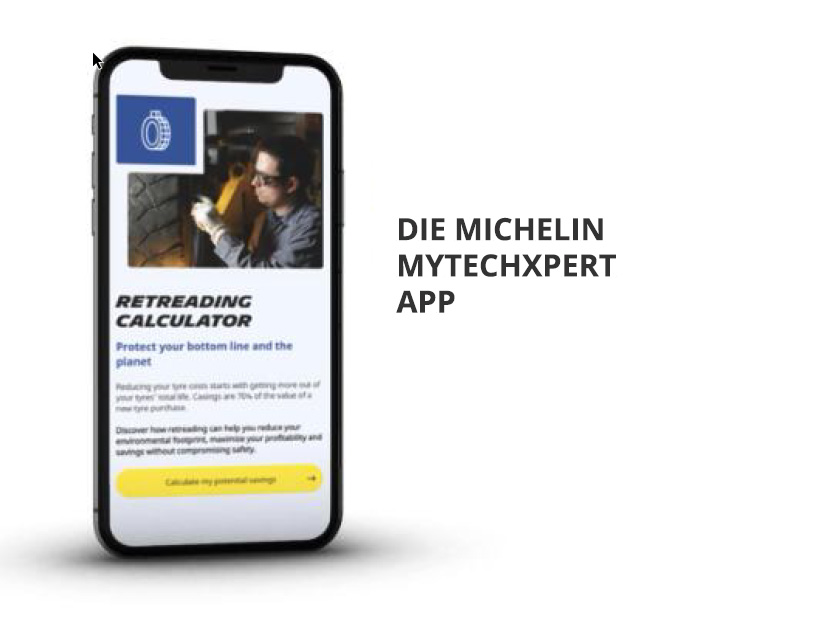 RETREADING
CALCULATOR
Protect your bottom line and the
planet
Reducing your tyre costs starts with getting more out of
your tyres' total life. Casings are 70% of the value of a
new tyre purchase.
Discover how retreading can help you reduce your
environmental footprint, maximise your profitability and
savings without compromising safety.
Calculate my potential savings →
DIE MICHELIN
MYTECHXPERT
APP